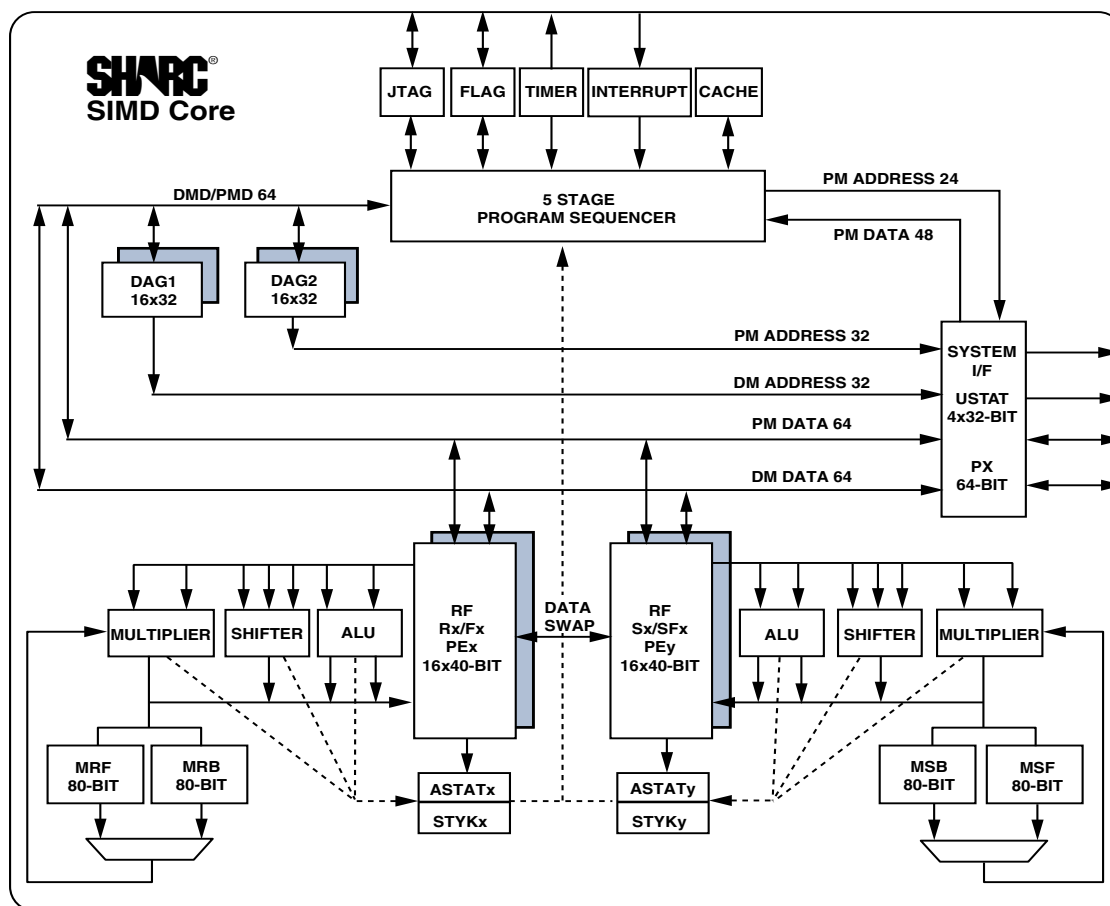 SHARC®
SIMD Core
JTAG
FLAG
TIMER
INTERRUPT
CACHE
5 STAGE
PROGRAM SEQUENCER
PM ADDRESS 24
PM DATA 48
DMD/PMD 64
DAG1
16x32
DAG2
16x32
PM ADDRESS 32
DM ADDRESS 32
PM DATA 64
DM DATA 64
SYSTEM
I/F
USTAT
4x32-BIT
PX
64-BIT
MULTIPLIER
SHIFTER
ALU
RF
Rx/Fx
PEx
16x40-BIT
DATA
SWAP
RF
Sx/SFx
PEy
16x40-BIT
ALU
SHIFTER
MULTIPLIER
MRF
80-BIT
MRB
80-BIT
ASTATx
STYKx
ASTATy
STYKy
MSB
80-BIT
MSF
80-BIT